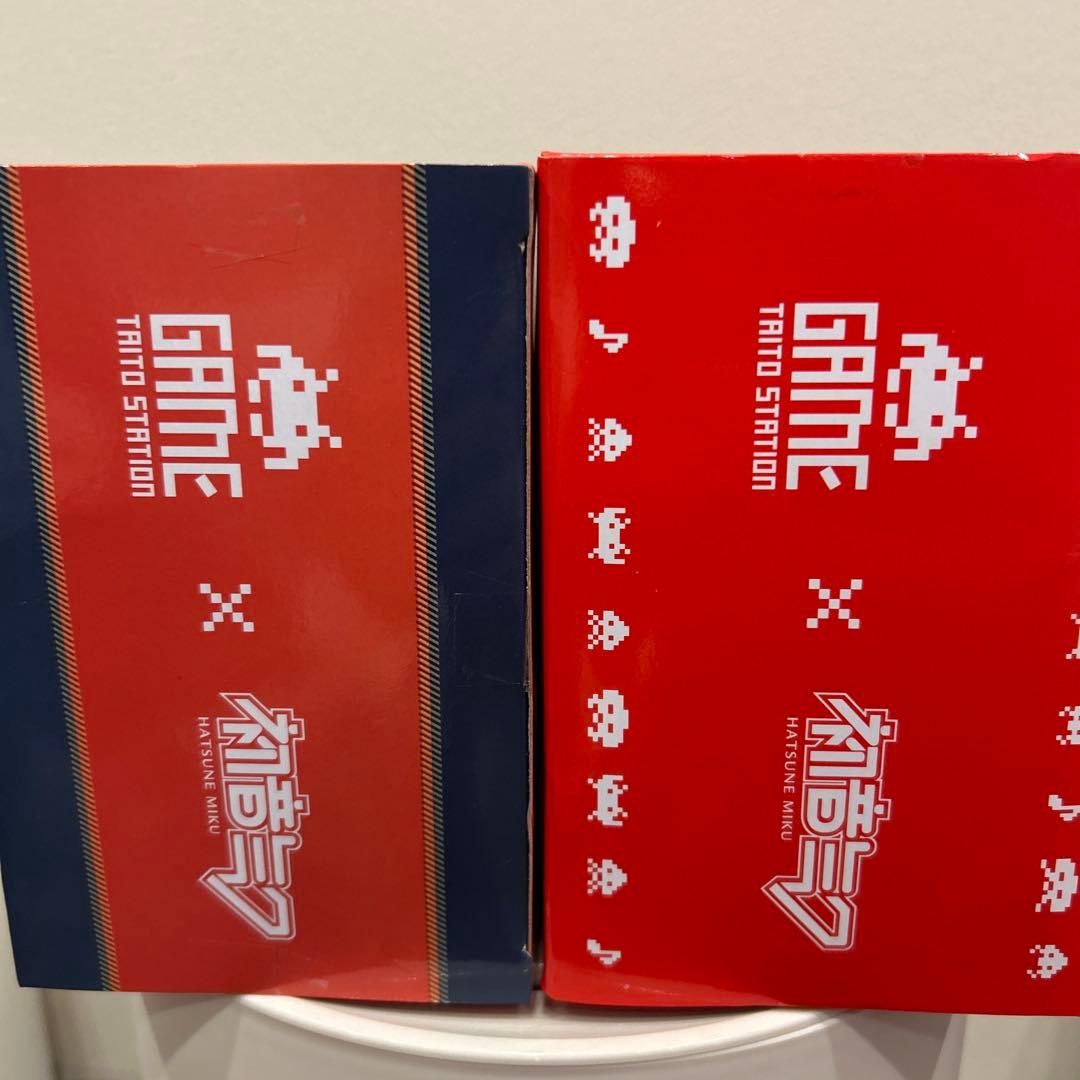 GAME
TAITO STATION
×
初音ミク
HATSUNE MIKU
GAME
TAITO STATION
×
初音ミク
HATSUNE MIKU